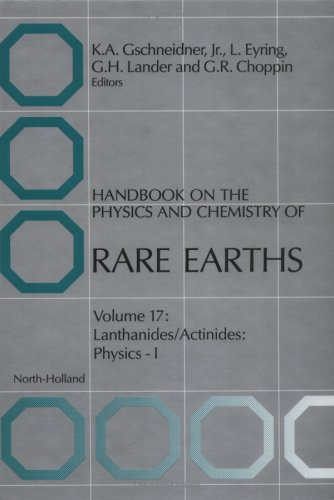 K.A. Gschneidner, Jr., L. Eyring,
G.H. Lander and G.R. Choppin
Editors
HANDBOOK ON THE
PHYSICS AND CHEMISTRY OF
RARE EARTHS
Volume 17:
Lanthanides/Actinides:
Physics - I
North-Holland